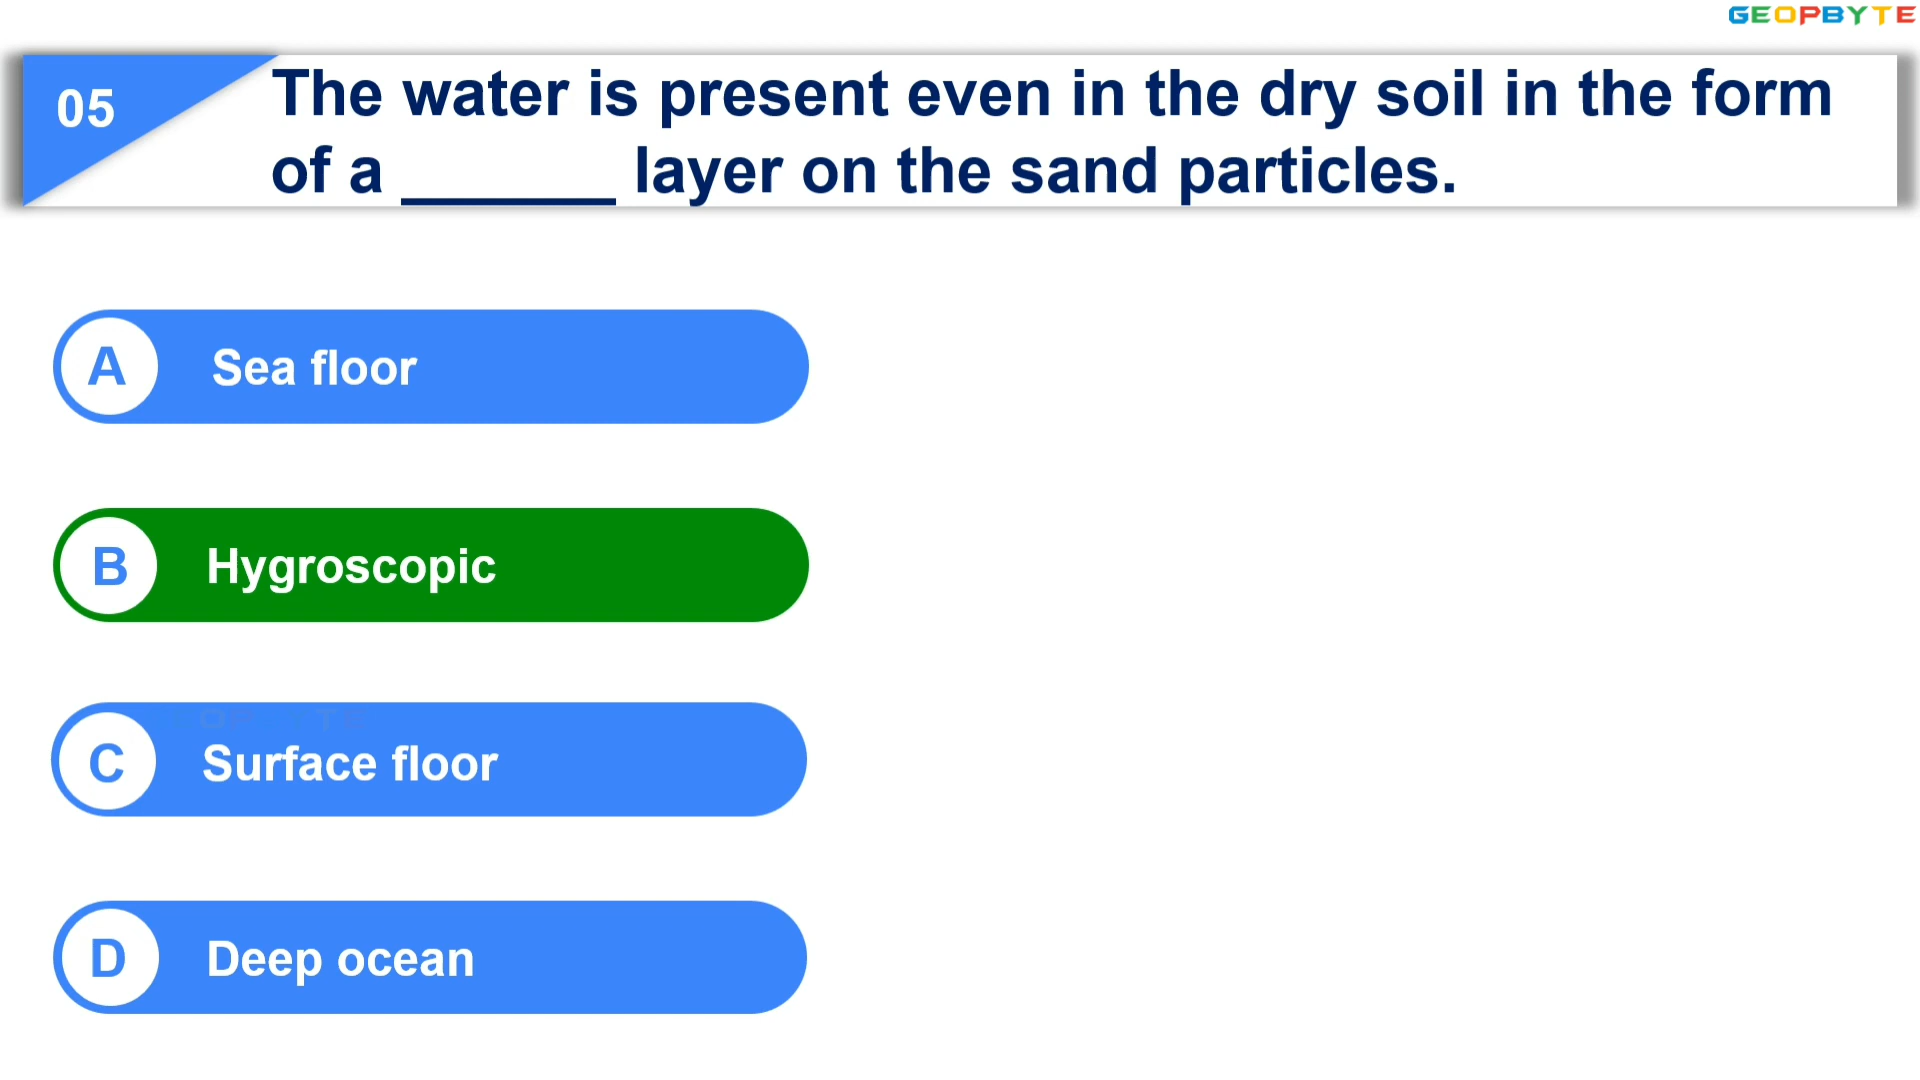 GEOPBYTE
05
The water is present even in the dry soil in the form
of a ______ layer on the sand particles.
A Sea floor
B Hygroscopic
C Surface floor
D Deep ocean